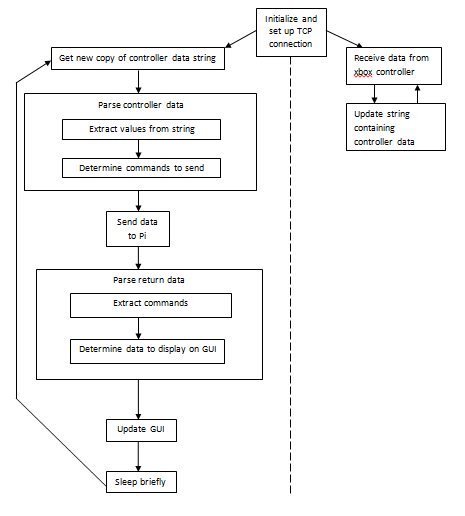 Initialize and
set up TCP
connection
Get new copy of controller data string
Receive data from
xbox controller
Parse controller data
Extract values from string
Determine commands to send
Update string
containing
controller data
Send data
to Pi
Parse return data
Extract commands
Determine data to display on GUI
Update GUI
Sleep briefly